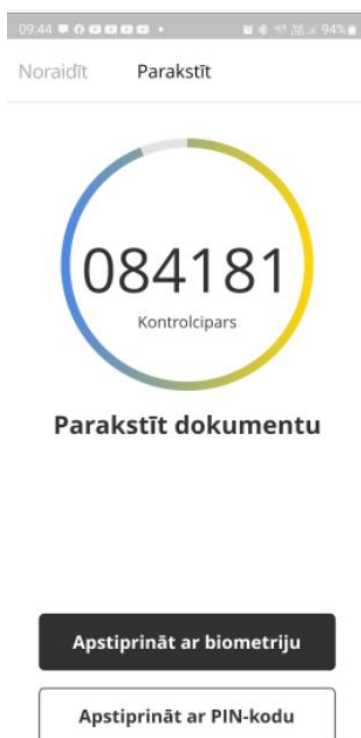 09:44 94%
Noraidīt Parakstīt
084181
Kontrolcipars
Parakstīt dokumentu
Apstiprināt ar biometriju
Apstiprināt ar PIN-kodu